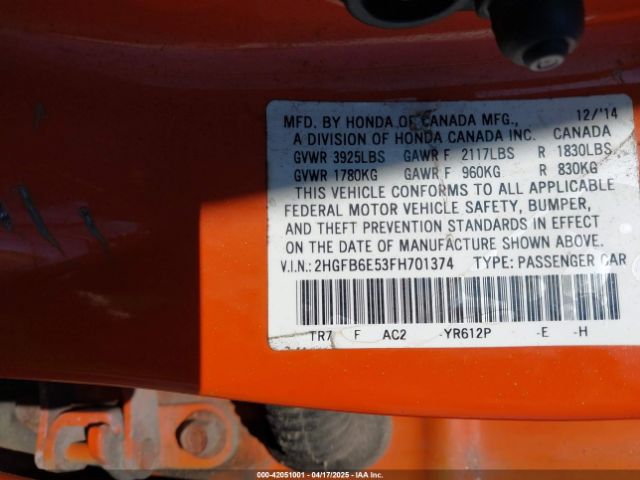 MFD. BY HONDA OF CANADA MFG., 12/'14
A DIVISION OF HONDA CANADA INC. CANADA
GVWR 3925LBS GAWR F 2117LBS R 1830LBS
GVWR 1780KG GAWR F 960KG R 830KG
THIS VEHICLE CONFORMS TO ALL APPLICABLE
FEDERAL MOTOR VEHICLE SAFETY, BUMPER,
AND THEFT PREVENTION STANDARDS IN EFFECT
ON THE DATE OF MANUFACTURE SHOWN ABOVE.
V.I.N.: 2HGFB6E53FH701374 TYPE: PASSENGER CAR
TR7 F AC2 -YR612P -E -H
000-42051001 - 04/17/2025 - IAA